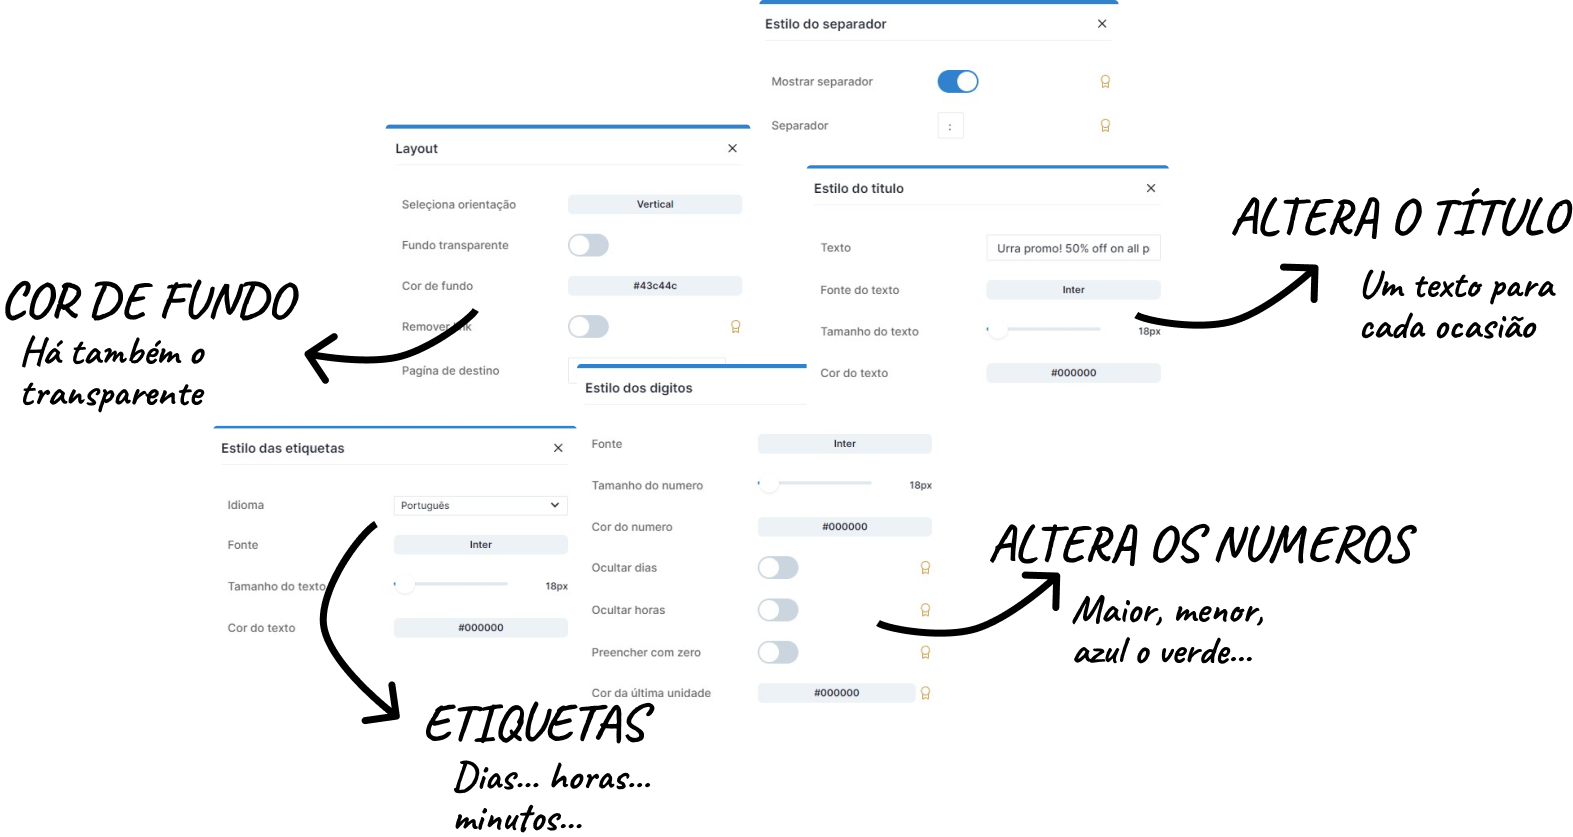 Estilo do separador
Mostrar separador
Separador
:
Layout
Seleçiona orientação
Vertical
Fundo transparente
Cor de fundo
#43c44c
Remover link
Pagína de destino
Estilo do titulo
Texto
Urra promo! 50% off on all p
Fonte do texto
Inter
Tamanho do texto
18px
Cor do texto
#000000
ALTERA O TÍTULO
Um texto para
cada ocasião
COR DE FUNDO
Há também o
transparente
Estilo das etiquetas
Idioma
Português
Fonte
Inter
Tamanho do texto
18px
Cor do texto
#000000
Estilo dos digitos
Fonte
Inter
Tamanho do numero
18px
Cor do numero
#000000
Ocultar dias
Ocultar horas
Preencher com zero
Cor da última unidade
#000000
ALTERA OS NUMEROS
Maior, menor,
azul o verde...
ETIQUETAS
Dias... horas...
minutos...